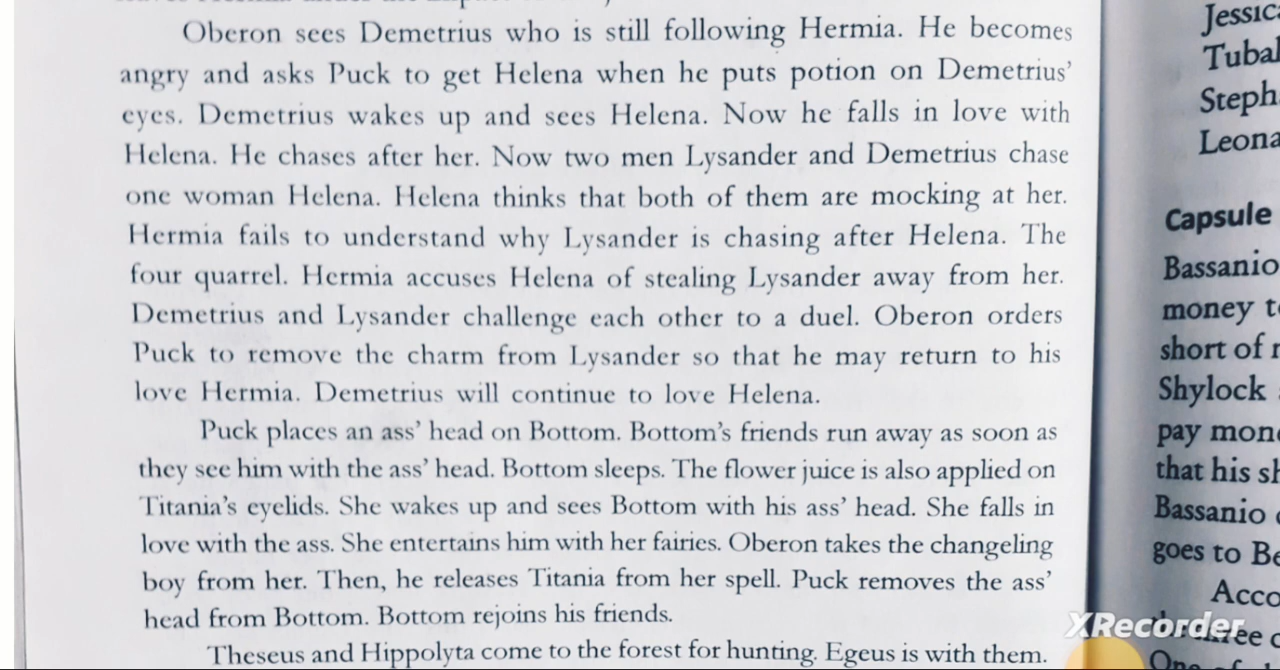 Oberon sees Demetrius who is still following Hermia. He becomes
angry and asks Puck to get Helena when he puts potion on Demetrius'
eyes. Demetrius wakes up and sees Helena. Now he falls in love with
Helena. He chases after her. Now two men Lysander and Demetrius chase
one woman Helena. Helena thinks that both of them are mocking at her.
Hermia fails to understand why Lysander is chasing after Helena. The
four quarrel. Hermia accuses Helena of stealing Lysander away from her.
Demetrius and Lysander challenge each other to a duel. Oberon orders
Puck to remove the charm from Lysander so that he may return to his
love Hermia. Demetrius will continue to love Helena.
Puck places an ass' head on Bottom. Bottom's friends run away as soon as
they see him with the ass' head. Bottom sleeps. The flower juice is also applied on
Titania's eyelids. She wakes up and sees Bottom with his ass' head. She falls in
love with the ass. She entertains him with her fairies. Oberon takes the changeling
boy from her. Then, he releases Titania from her spell. Puck removes the ass'
head from Bottom. Bottom rejoins his friends.
Theseus and Hippolyta come to the forest for hunting. Egeus is with them.
Jessic
Tubal
Steph
Leona
Capsule
Bassanio
money t
short of
Shylock
pay mon
that his sh
Bassanio
goes to Be
Acco
three
XRecorder